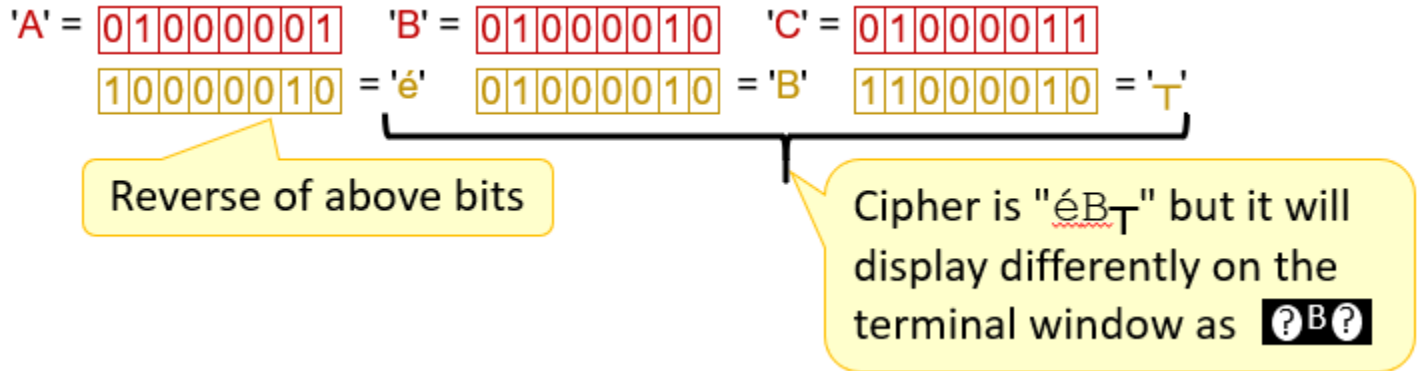 'A' = 01000001 'B' = 01000010 'C' = 01000011
10000010 = 'é' 01000010 = 'B' 11000010 = '┬'
Reverse of above bits
Cipher is "éB┬" but it will
display differently on the
terminal window as �B�